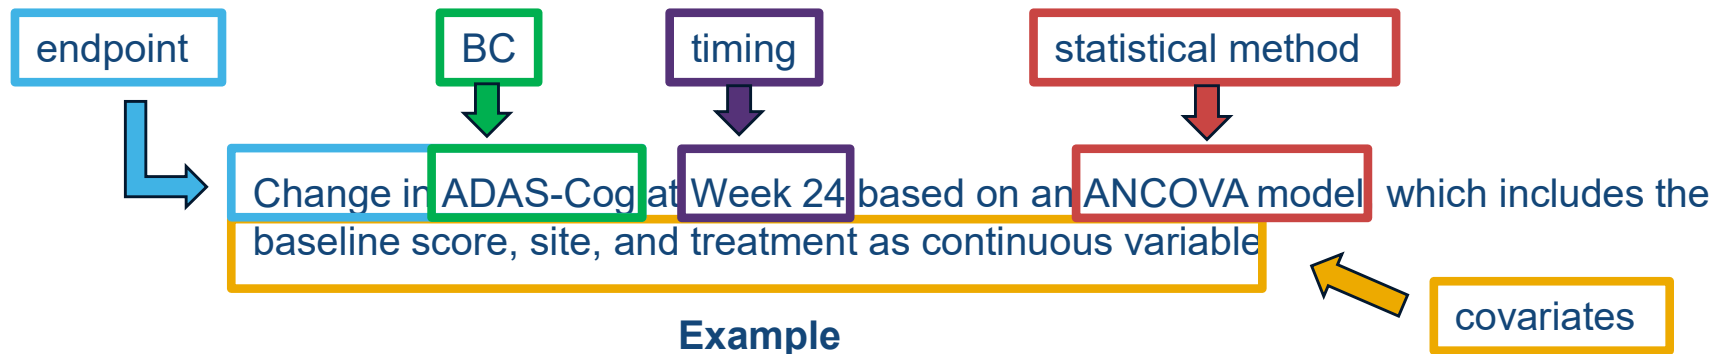 endpoint BC timing statistical method
Change in ADAS-Cog at Week 24 based on an ANCOVA model which includes the
baseline score, site, and treatment as continuous variable
covariates
Example